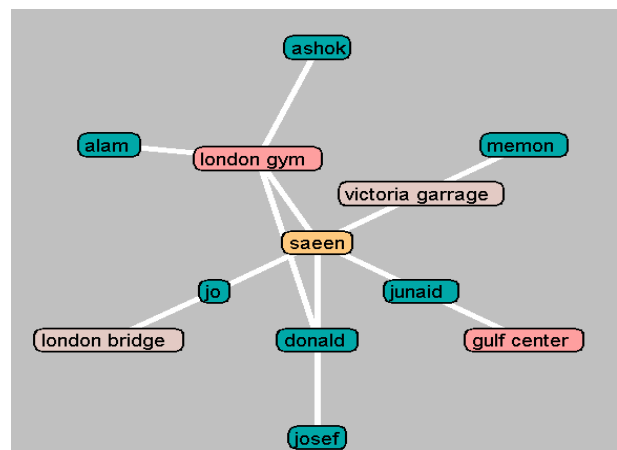 ashok
alam
london gym
memon
victoria garrage
saeen
jo
junaid
london bridge
donald
gulf center
josef